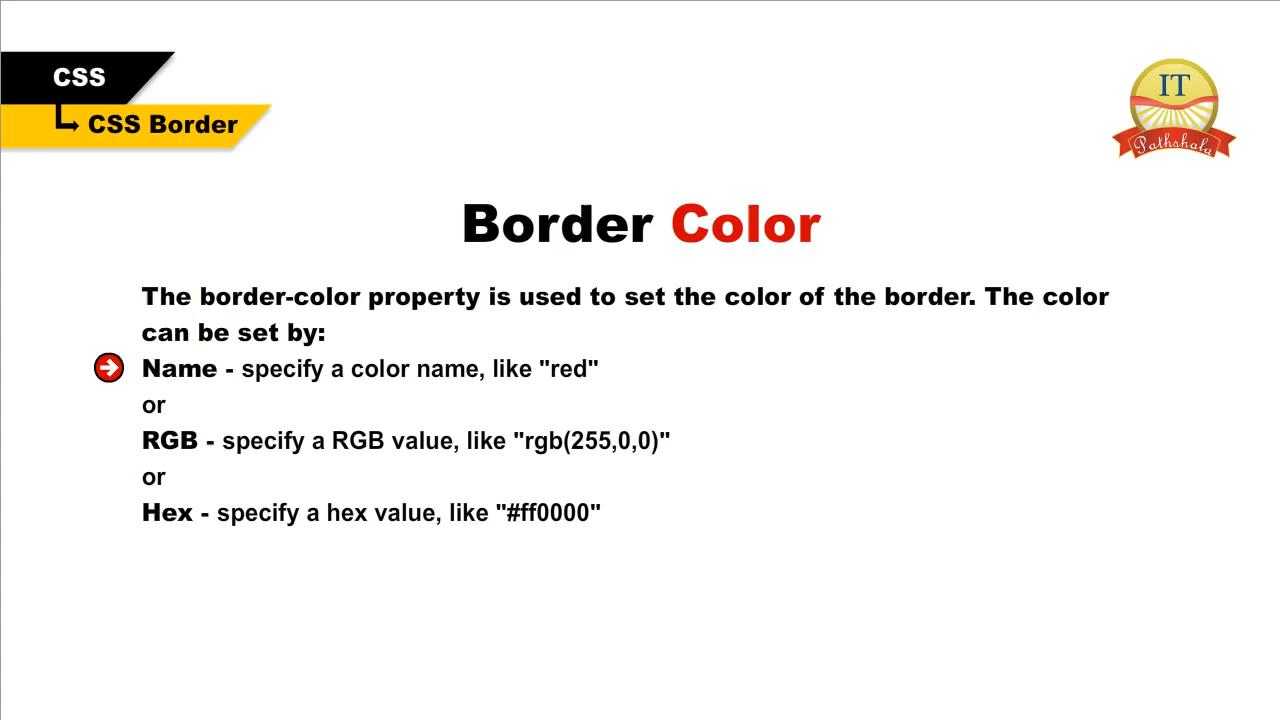 CSS
CSS Border
IT
Pathshala
Border Color
The border-color property is used to set the color of the border. The color
can be set by:
Name - specify a color name, like "red"
or
RGB - specify a RGB value, like "rgb(255,0,0)"
or
Hex - specify a hex value, like "#ff0000"